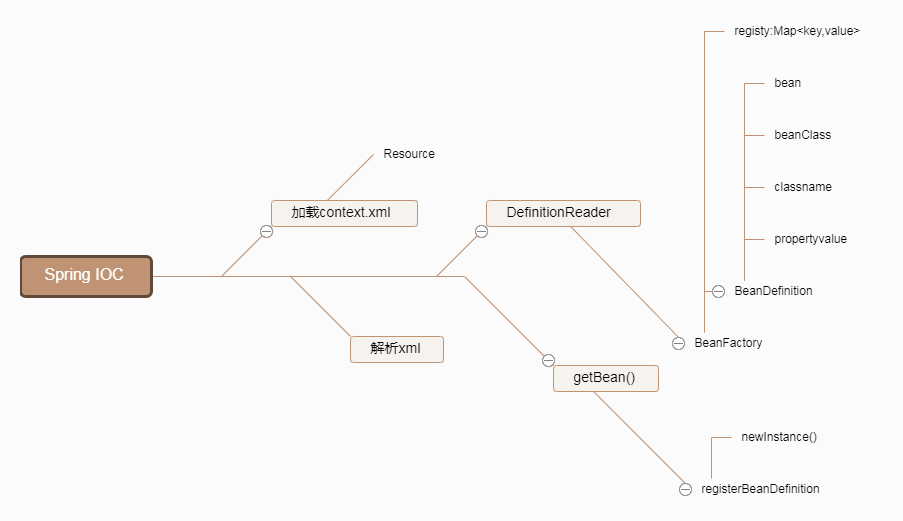 registy:Map<key,value>
bean
beanClass
Resource
classname
加载context.xml
DefinitionReader
propertyvalue
Spring IOC
BeanDefinition
解析xml
BeanFactory
getBean()
newInstance()
registerBeanDefinition